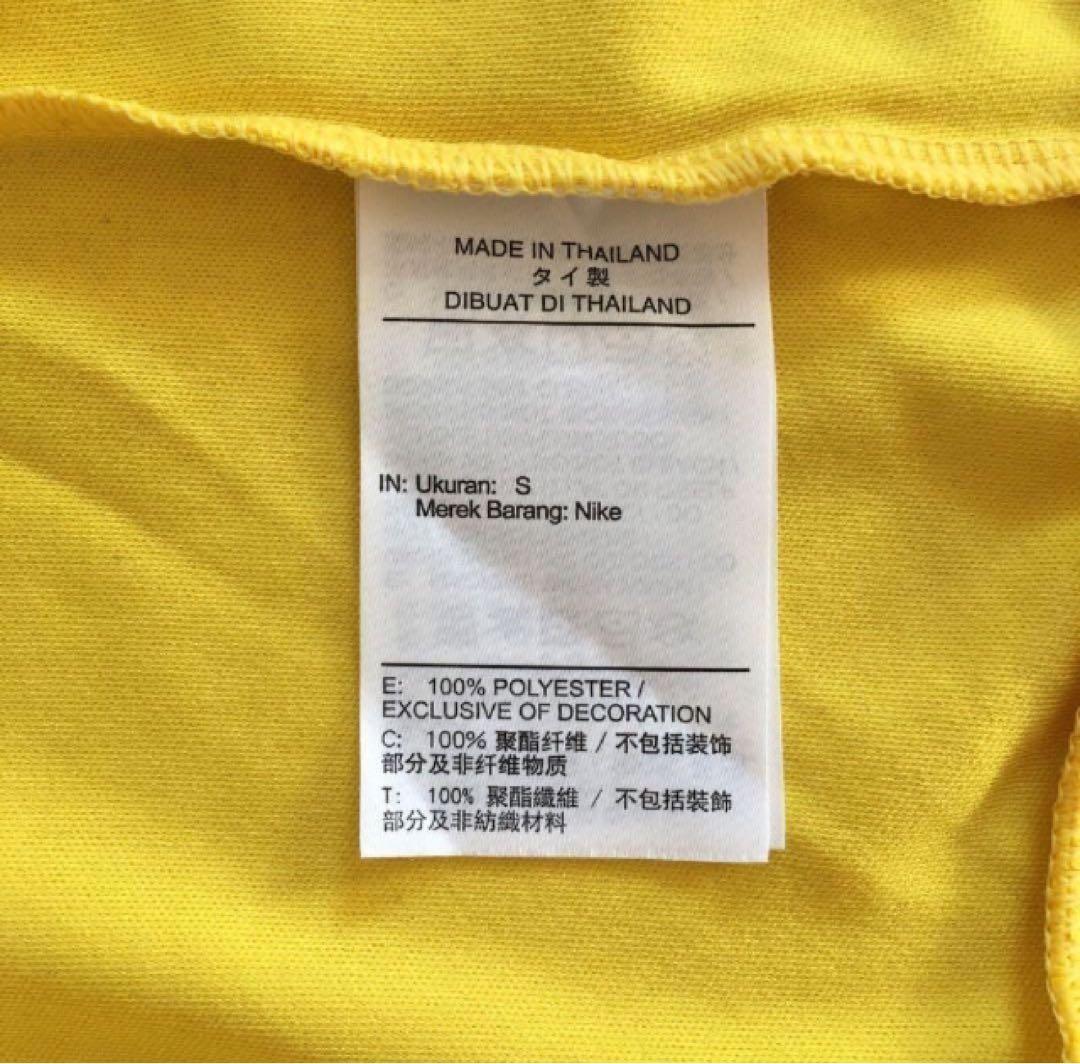 MADE IN THAILAND
タイ製
DIBUAT DI THAILAND
IN: Ukuran: S
Merek Barang: Nike
E: 100% POLYESTER /
EXCLUSIVE OF DECORATION
C: 100% 聚酯纤维 / 不包括装饰
部分及非纤维物质
T: 100% 聚酯纖維 / 不包括裝飾
部分及非紡織材料